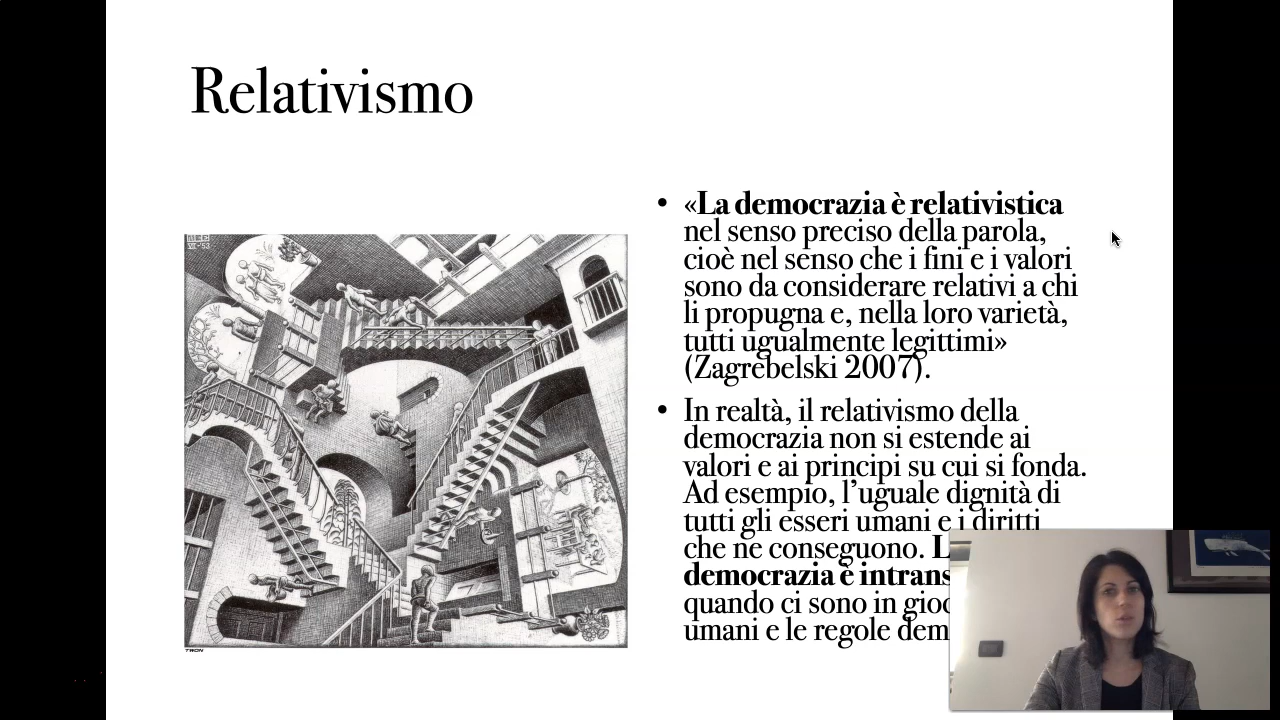 Relativismo
• «La democrazia è relativistica
nel senso preciso della parola,
cioè nel senso che i fini e i valori
sono da considerare relativi a chi
li propugna e, nella loro varietà,
tutti ugualmente legittimi»
(Zagrebelski 2007).
• In realtà, il relativismo della
democrazia non si estende ai
valori e ai principi su cui si fonda.
Ad esempio, l’uguale dignità di
tutti gli esseri umani e i diritti
che ne conseguono.
democrazia è
quando ci sono in
umani e le regole